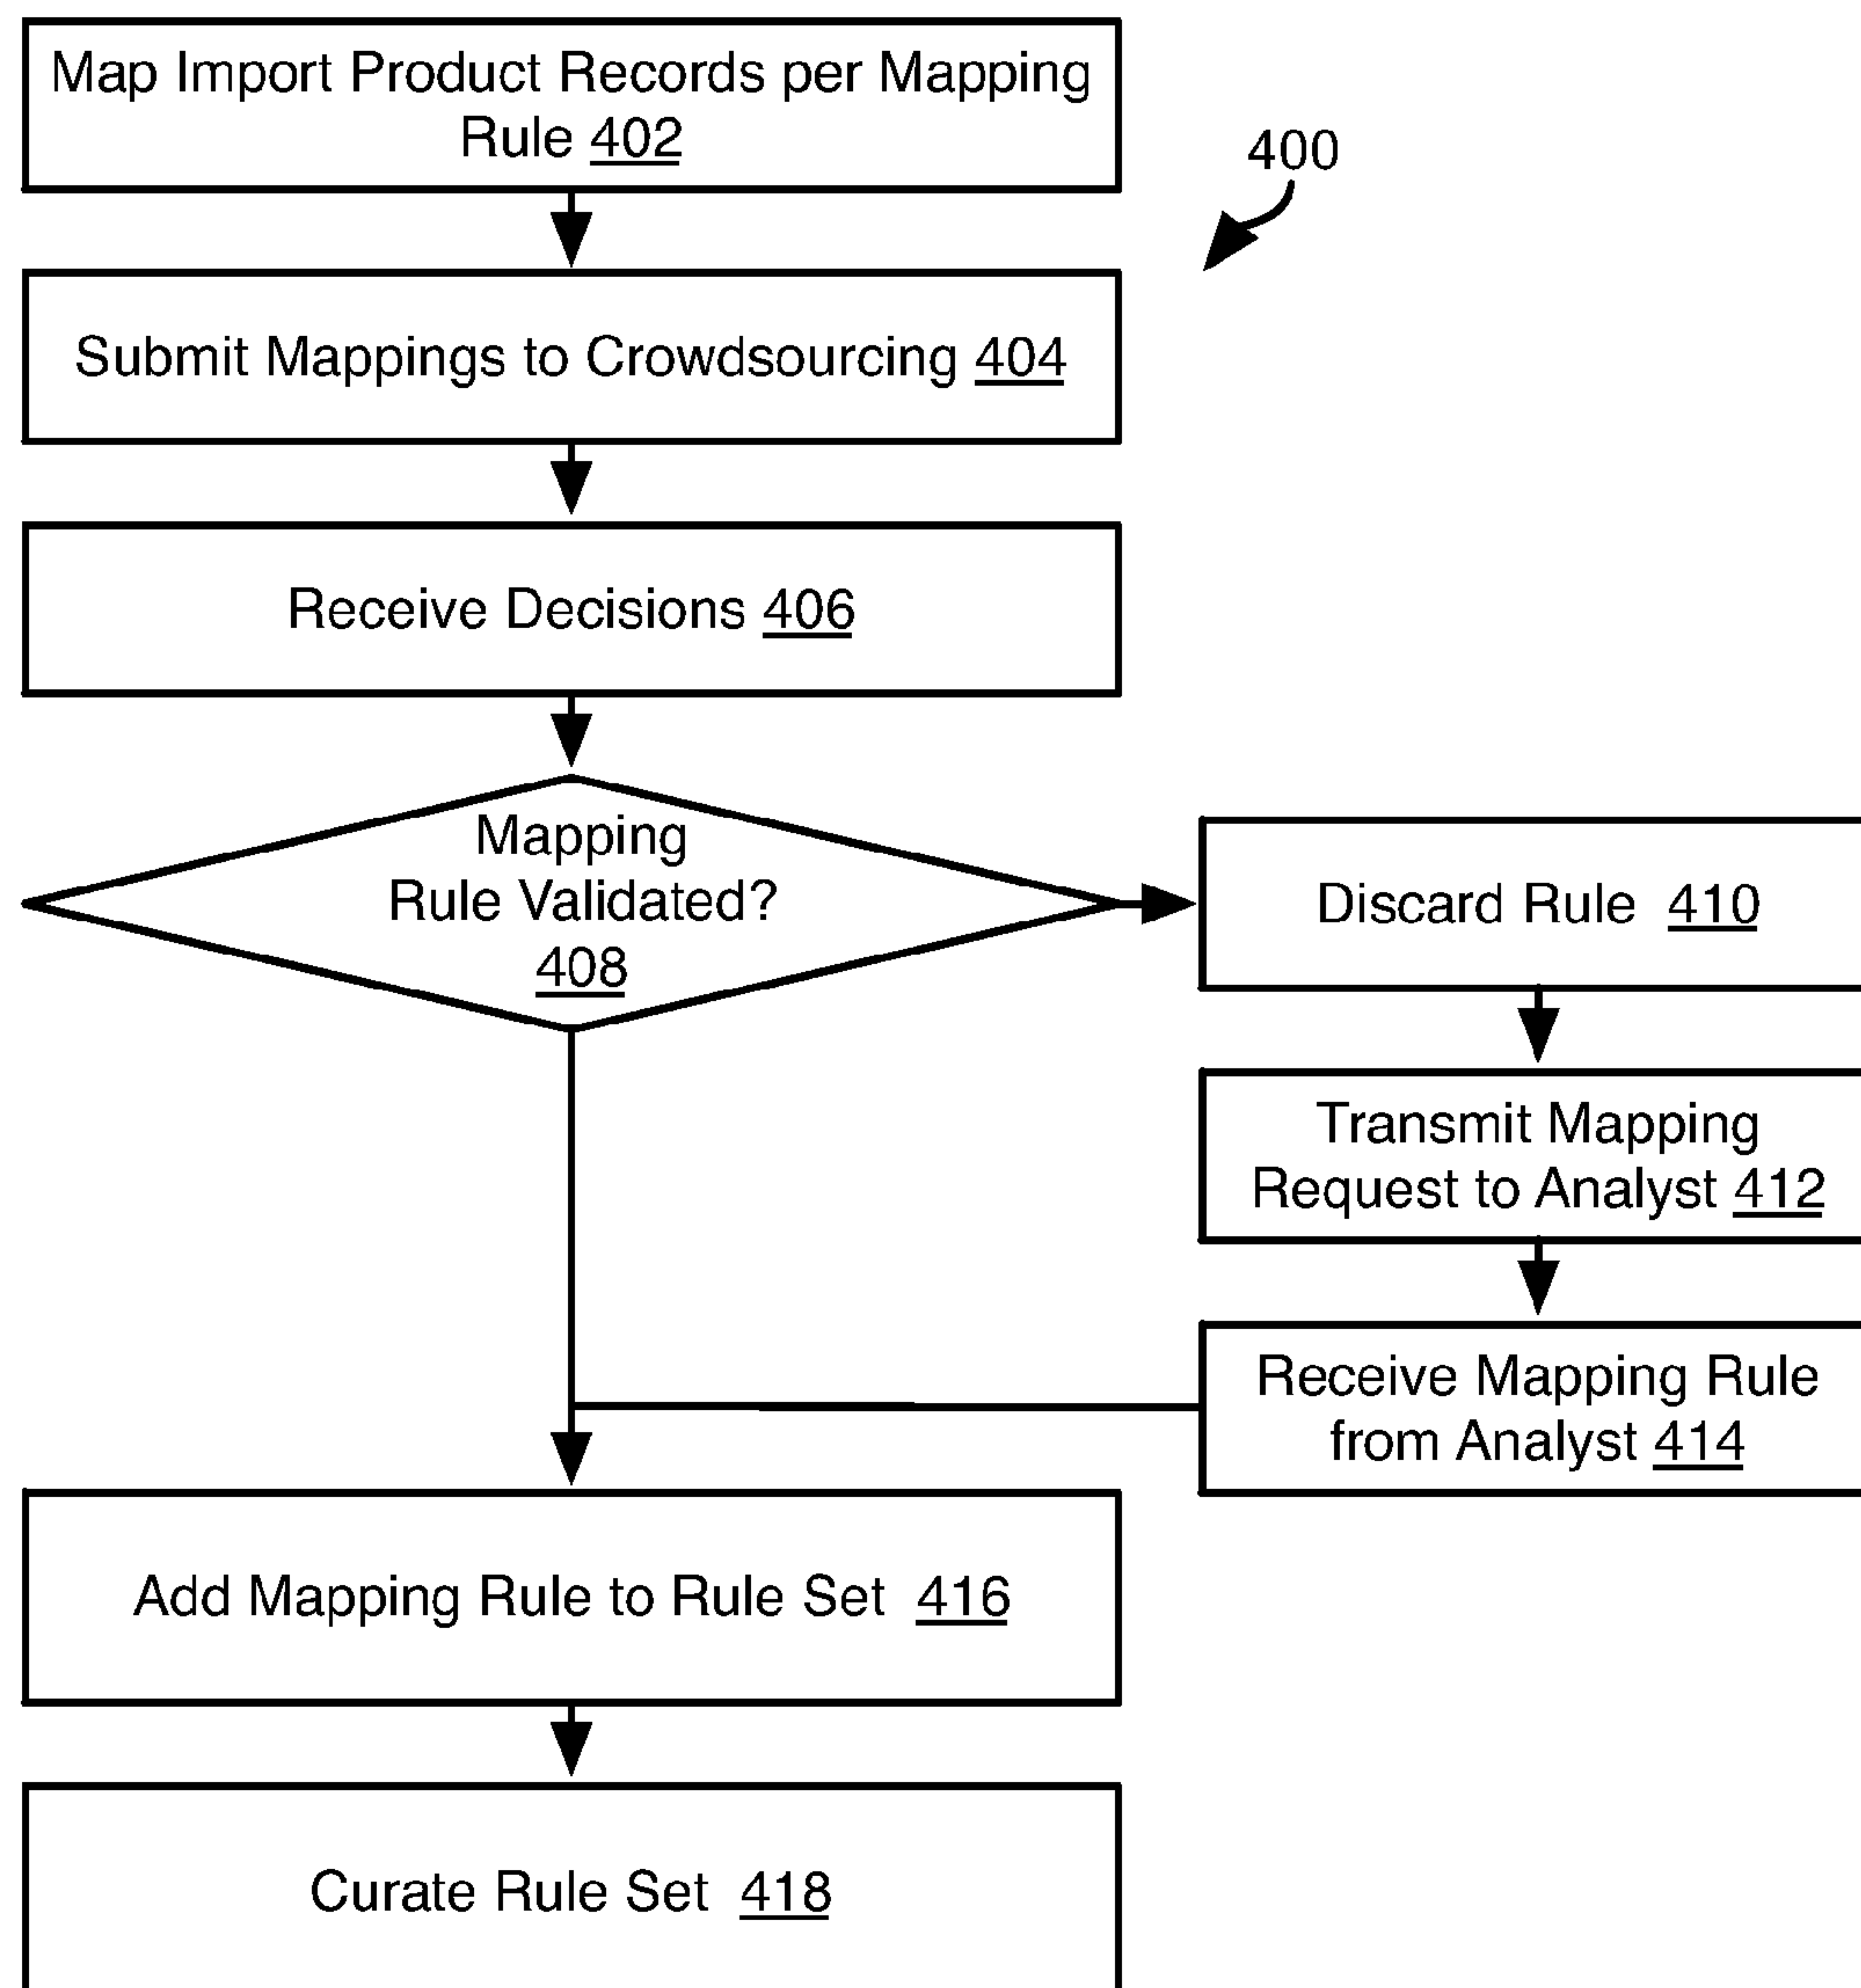 Map Import Product Records per Mapping
Rule 402
400
Submit Mappings to Crowdsourcing 404
Receive Decisions 406
Mapping
Rule Validated?
408
Discard Rule 410
Transmit Mapping
Request to Analyst 412
Receive Mapping Rule
from Analyst 414
Add Mapping Rule to Rule Set 416
Curate Rule Set 418